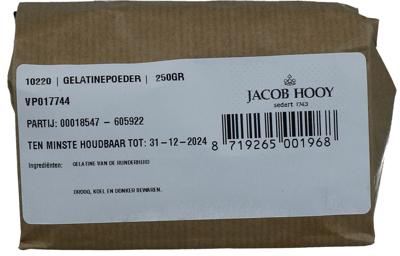 10220 | GELATINEPOEDER | 250GR
VP017744
PARTIJ: 00018547 - 605922
TEN MINSTE HOUDBAAR TOT: 31-12-2024
Ingrediënten: GELATINE VAN DE RUNDERHUID
DROOG, KOEL EN DONKER BEWAREN.
JACOB HOOY
sedert 1743
8 719265 001968